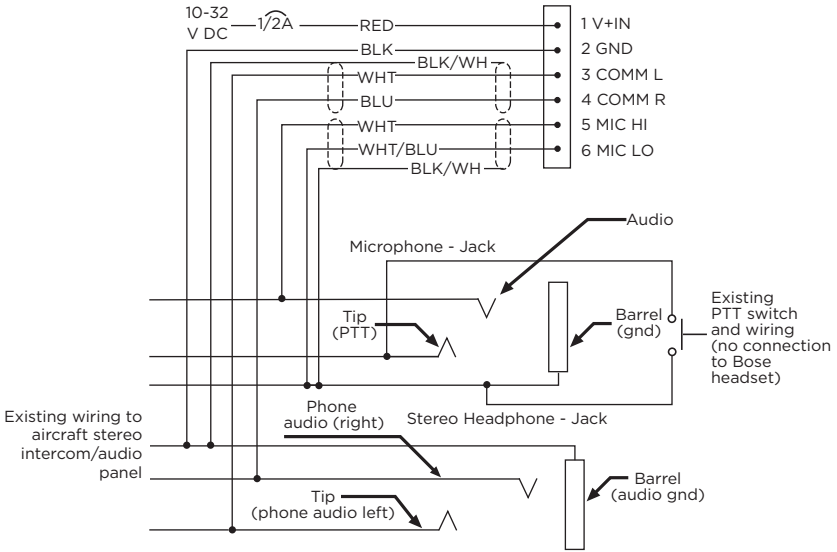 10-32
V DC
1/2A
RED
1 V+IN
BLK
2 GND
BLK/WH
WHT
3 COMM L
BLU
4 COMM R
WHT
5 MIC HI
WHT/BLU
6 MIC LO
BLK/WH
Audio
Microphone - Jack
Tip
(PTT)
Barrel
(gnd)
Existing
PTT switch
and wiring
(no connection
to Bose
headset)
Existing wiring to
aircraft stereo
intercom/audio
panel
Phone
audio (right)
Stereo Headphone - Jack
Tip
(phone audio left)
Barrel
(audio gnd)